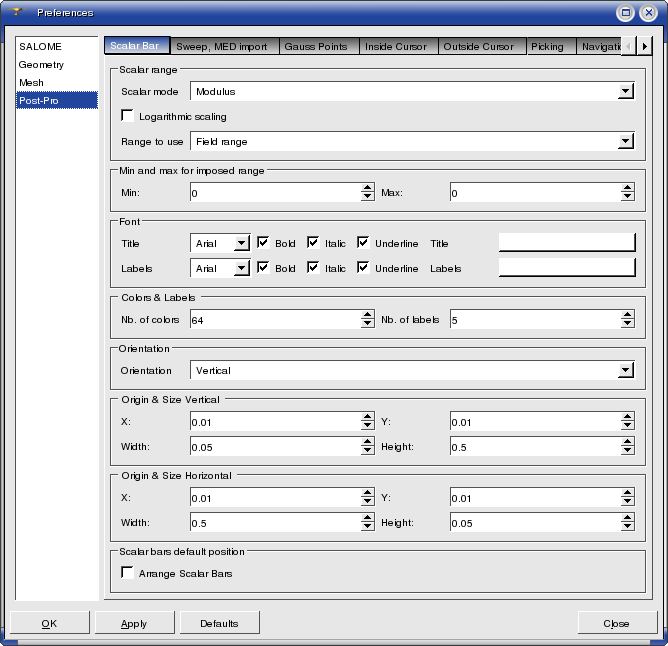 Preferences
SALOME
Geometry
Mesh
Post-Pro
Scalar Bar Sweep, MED import Gauss Points Inside Cursor Outside Cursor Picking Navigati
Scalar range
Scalar mode Modulus
Logarithmic scaling
Range to use Field range
Min and max for imposed range
Min: 0 Max: 0
Font
Title Arial Bold Italic Underline Title
Labels Arial Bold Italic Underline Labels
Colors & Labels
Nb. of colors 64 Nb. of labels 5
Orientation
Orientation Vertical
Origin & Size Vertical
X: 0.01 Y: 0.01
Width: 0.05 Height: 0.5
Origin & Size Horizontal
X: 0.01 Y: 0.01
Width: 0.5 Height: 0.05
Scalar bars default position
Arrange Scalar Bars
OK Apply Defaults Close